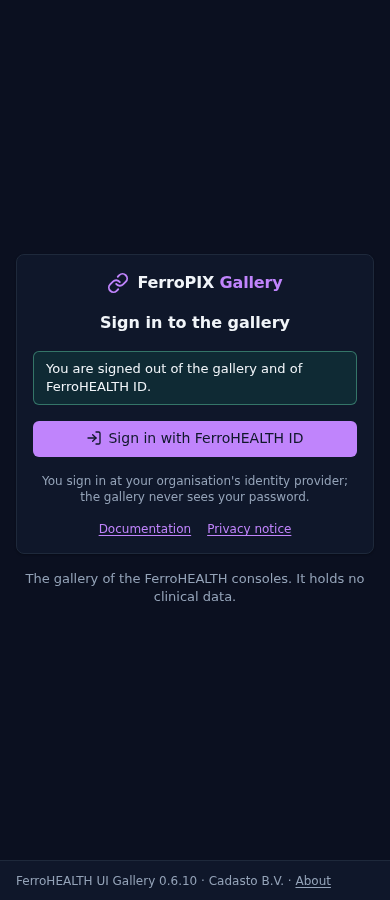 FerroPIX Gallery
Sign in to the gallery
You are signed out of the gallery and of
FerroHEALTH ID.
Sign in with FerroHEALTH ID
You sign in at your organisation's identity provider;
the gallery never sees your password.
Documentation Privacy notice
The gallery of the FerroHEALTH consoles. It holds no
clinical data.
FerroHEALTH UI Gallery 0.6.10 · Cadasto B.V. · About